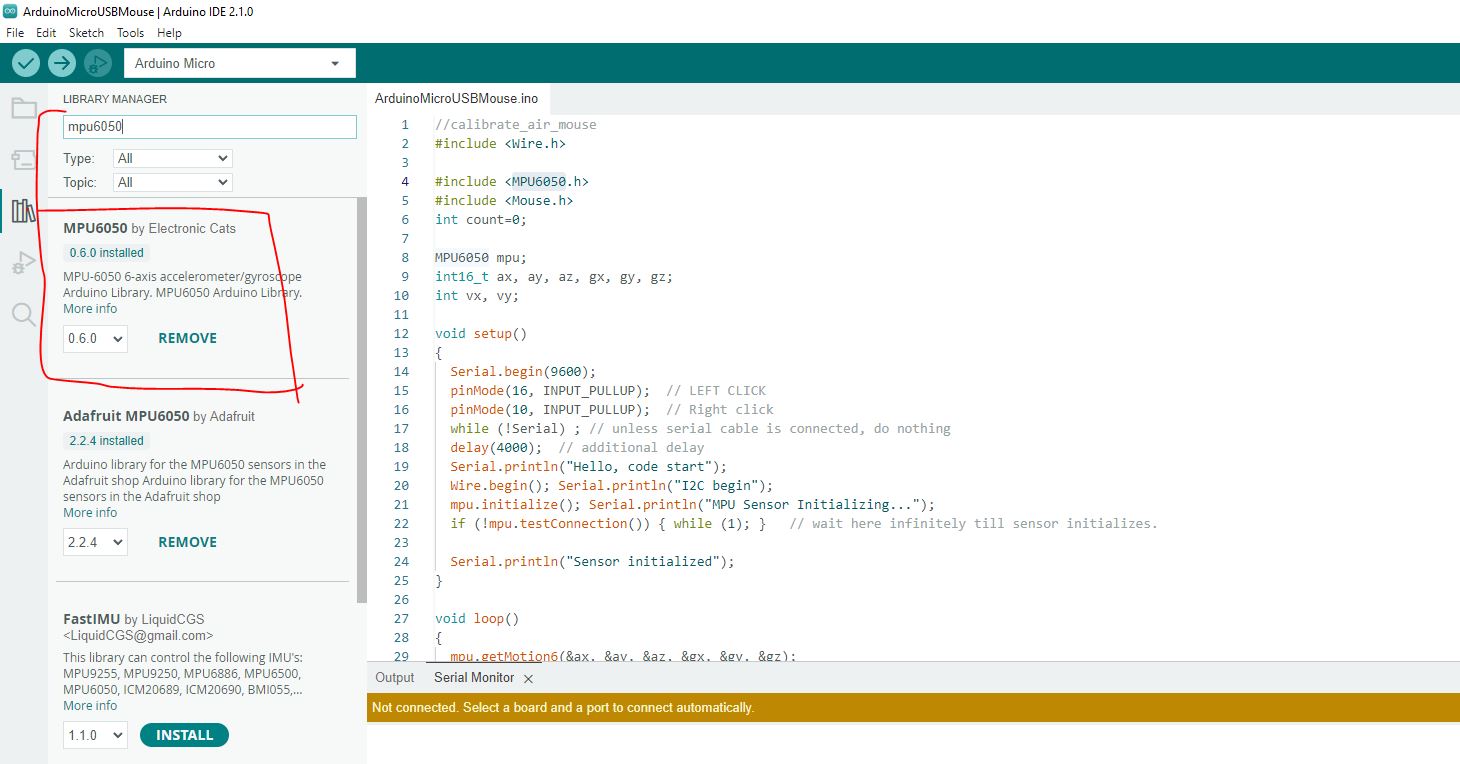 ArduinoMicroUSBMouse | Arduino IDE 2.1.0
File Edit Sketch Tools Help
Arduino Micro
LIBRARY MANAGER
mpu6050
Type: All
Topic: All
MPU6050 by Electronic Cats
0.6.0 installed
MPU-6050 6-axis accelerometer/gyroscope
Arduino Library. MPU6050 Arduino Library.
More info
0.6.0 REMOVE
Adafruit MPU6050 by Adafruit
2.2.4 installed
Arduino library for the MPU6050 sensors in the
Adafruit shop Arduino library for the MPU6050
sensors in the Adafruit shop
More info
2.2.4 REMOVE
FastIMU by LiquidCGS
<LiquidCGS@gmail.com>
This library can control the following IMU's:
MPU9255, MPU9250, MPU6886, MPU6500,
MPU6050, ICM20689, ICM20690, BMI055,...
More info
1.1.0 INSTALL
ArduinoMicroUSBMouse.ino
1 //calibrate_air_mouse
2 #include <Wire.h>
3
4 #include <MPU6050.h>
5 #include <Mouse.h>
6 int count=0;
7
8 MPU6050 mpu;
9 int16_t ax, ay, az, gx, gy, gz;
10 int vx, vy;
11
12 void setup()
13 {
14 Serial.begin(9600);
15 pinMode(16, INPUT_PULLUP); // LEFT CLICK
16 pinMode(10, INPUT_PULLUP); // Right click
17 while (!Serial) ; // unless serial cable is connected, do nothing
18 delay(4000); // additional delay
19 Serial.println("Hello, code start");
20 Wire.begin(); Serial.println("I2C begin");
21 mpu.initialize(); Serial.println("MPU Sensor Initializing...");
22 if (!mpu.testConnection()) { while (1); } // wait here infinitely till sensor initializes.
23
24 Serial.println("Sensor initialized");
25 }
26
27 void loop()
28 {
29 mpu.getMotion6(&ax, &ay, &az, &gx, &gy, &gz);
Output Serial Monitor
Not connected. Select a board and a port to connect automatically.